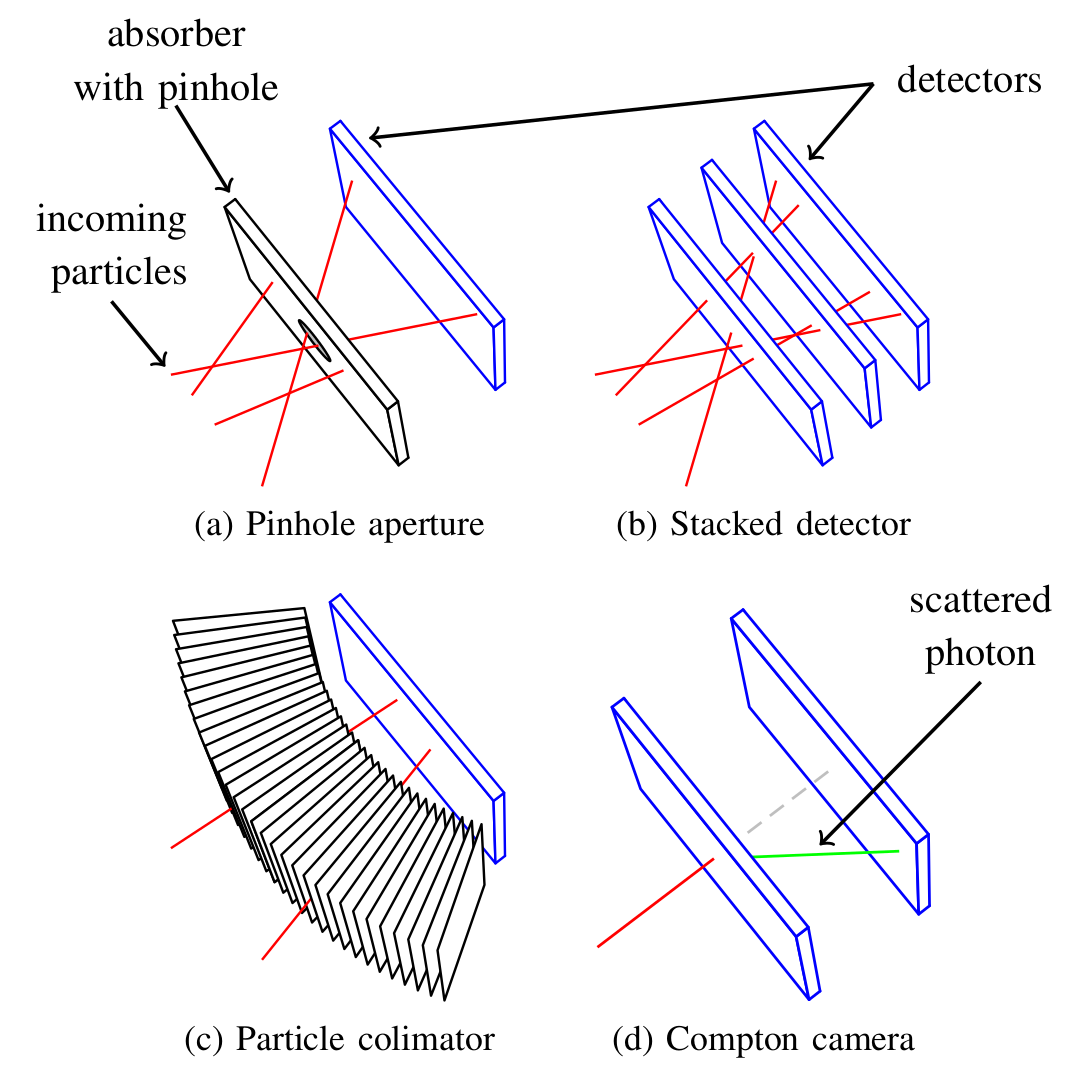 absorber
with pinhole
detectors
incoming
particles
(a) Pinhole aperture
(b) Stacked detector
scattered
photon
(c) Particle colimator
(d) Compton camera